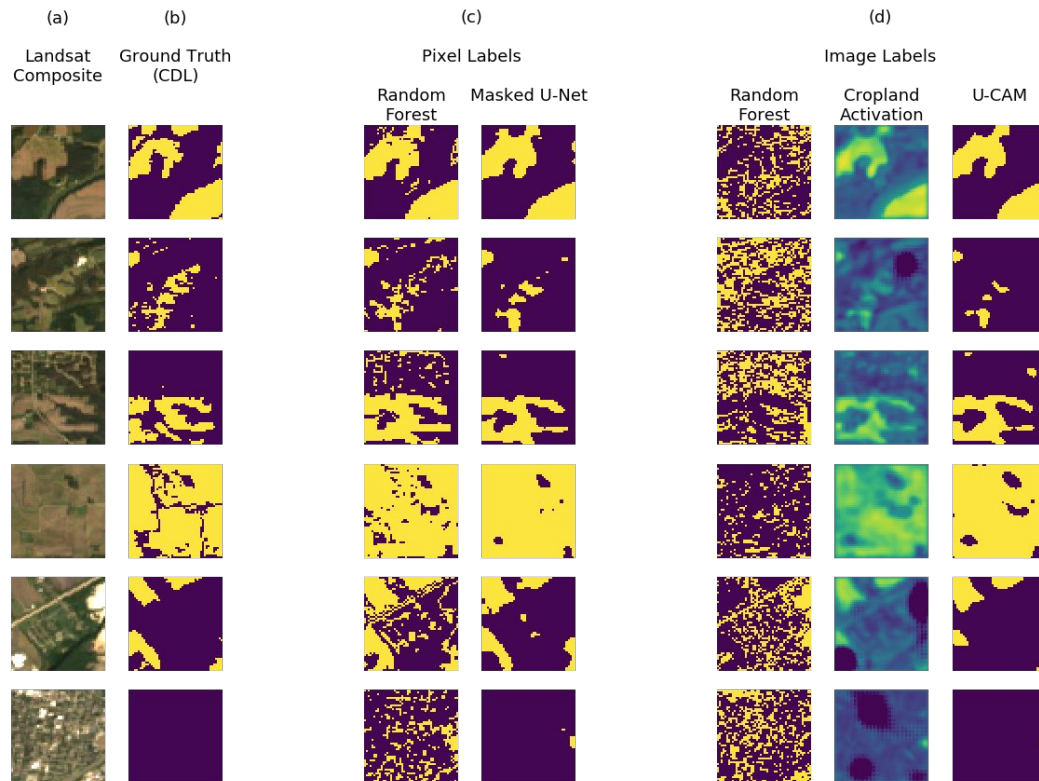 (a)
(b)
(c)
(d)
Landsat
Composite
Ground Truth
(CDL)
Pixel Labels
Image Labels
Random
Forest
Masked U-Net
Random
Forest
Cropland
Activation
U-CAM